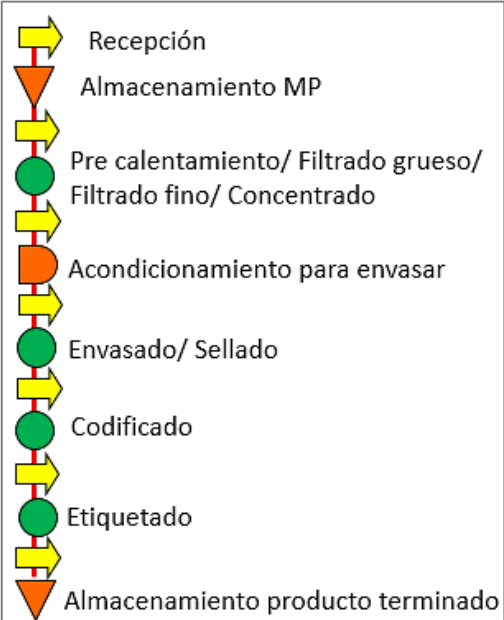 Recepción
Almacenamiento MP
Pre calentamiento/ Filtrado grueso/
Filtrado fino/ Concentrado
Acondicionamiento para envasar
Envasado/ Sellado
Codificado
Etiquetado
Almacenamiento producto terminado